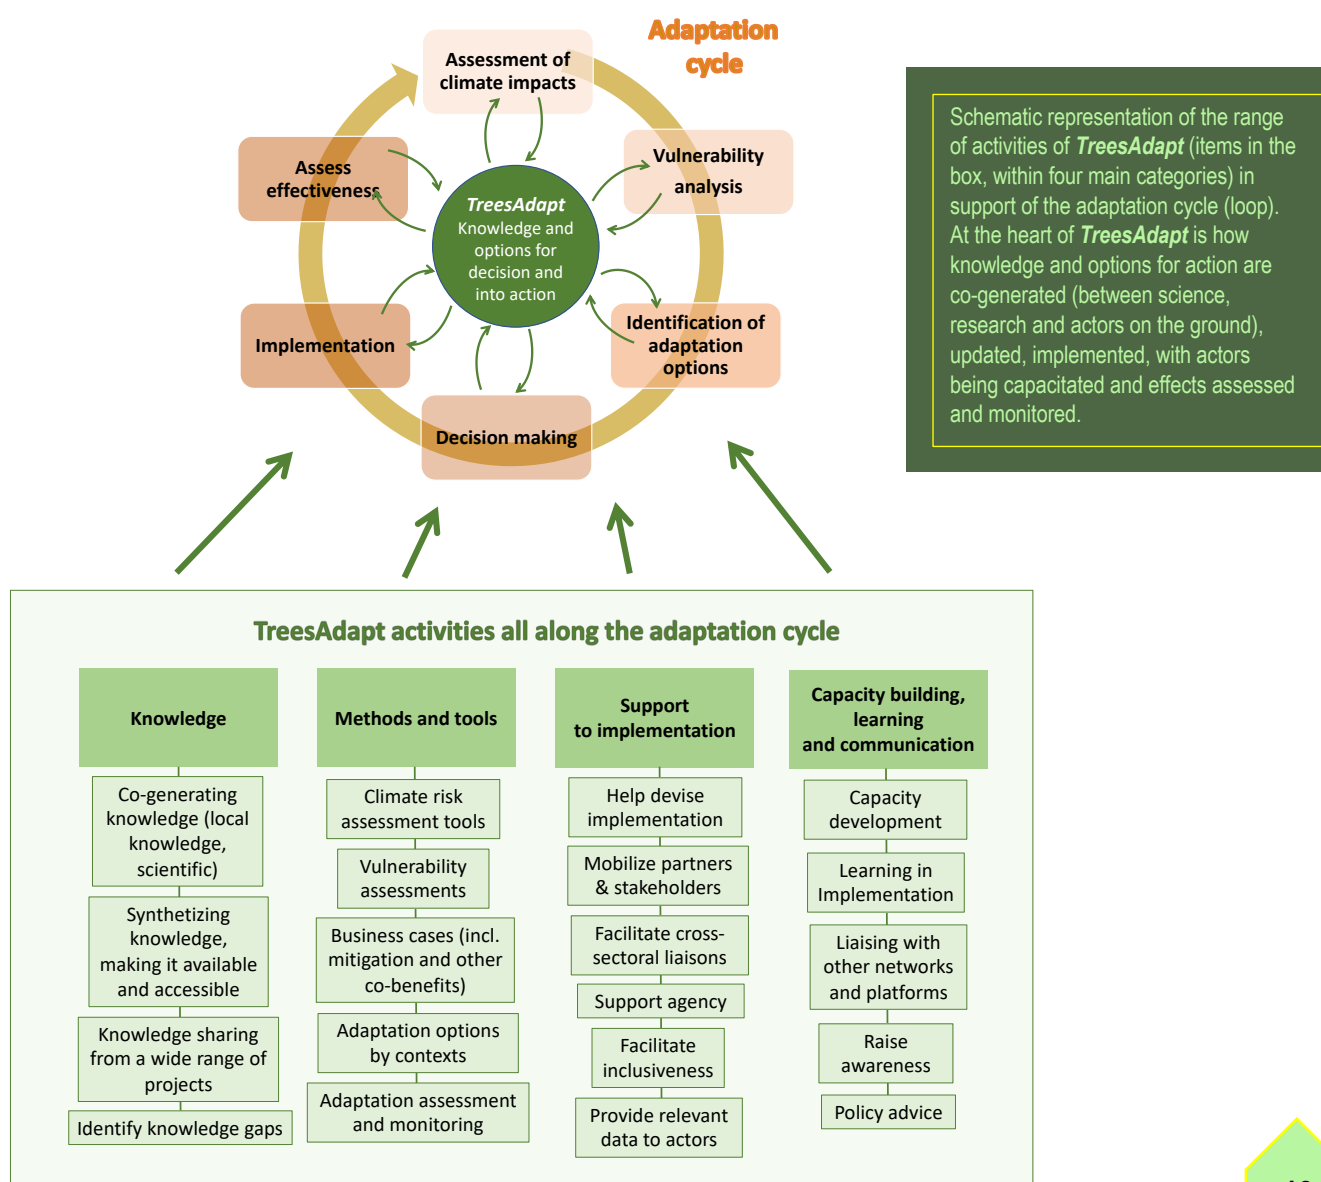 Adaptation
cycle
Assessment of
climate impacts
Vulnerability
analysis
Identification of
adaptation
options
Decision making
Implementation
Assess
effectiveness
TreesAdapt
Knowledge and
options for
decision and
into action
Schematic representation of the range
of activities of TreesAdapt (items in the
box, within four main categories) in
support of the adaptation cycle (loop).
At the heart of TreesAdapt is how
knowledge and options for action are
co-generated (between science,
research and actors on the ground),
updated, implemented, with actors
being capacitated and effects assessed
and monitored.
TreesAdapt activities all along the adaptation cycle
Knowledge
Co-generating
knowledge (local
knowledge,
scientific)
Synthetizing
knowledge,
making it available
and accessible
Knowledge sharing
from a wide range of
projects
Identify knowledge gaps
Methods and tools
Climate risk
assessment tools
Vulnerability
assessments
Business cases (incl.
mitigation and other
co-benefits)
Adaptation options
by contexts
Adaptation assessment
and monitoring
Support
to implementation
Help devise
implementation
Mobilize partners
& stakeholders
Facilitate cross-
sectoral liaisons
Support agency
Facilitate
inclusiveness
Provide relevant
data to actors
Capacity building,
learning
and communication
Capacity
development
Learning in
Implementation
Liaising with
other networks
and platforms
Raise
awareness
Policy advice